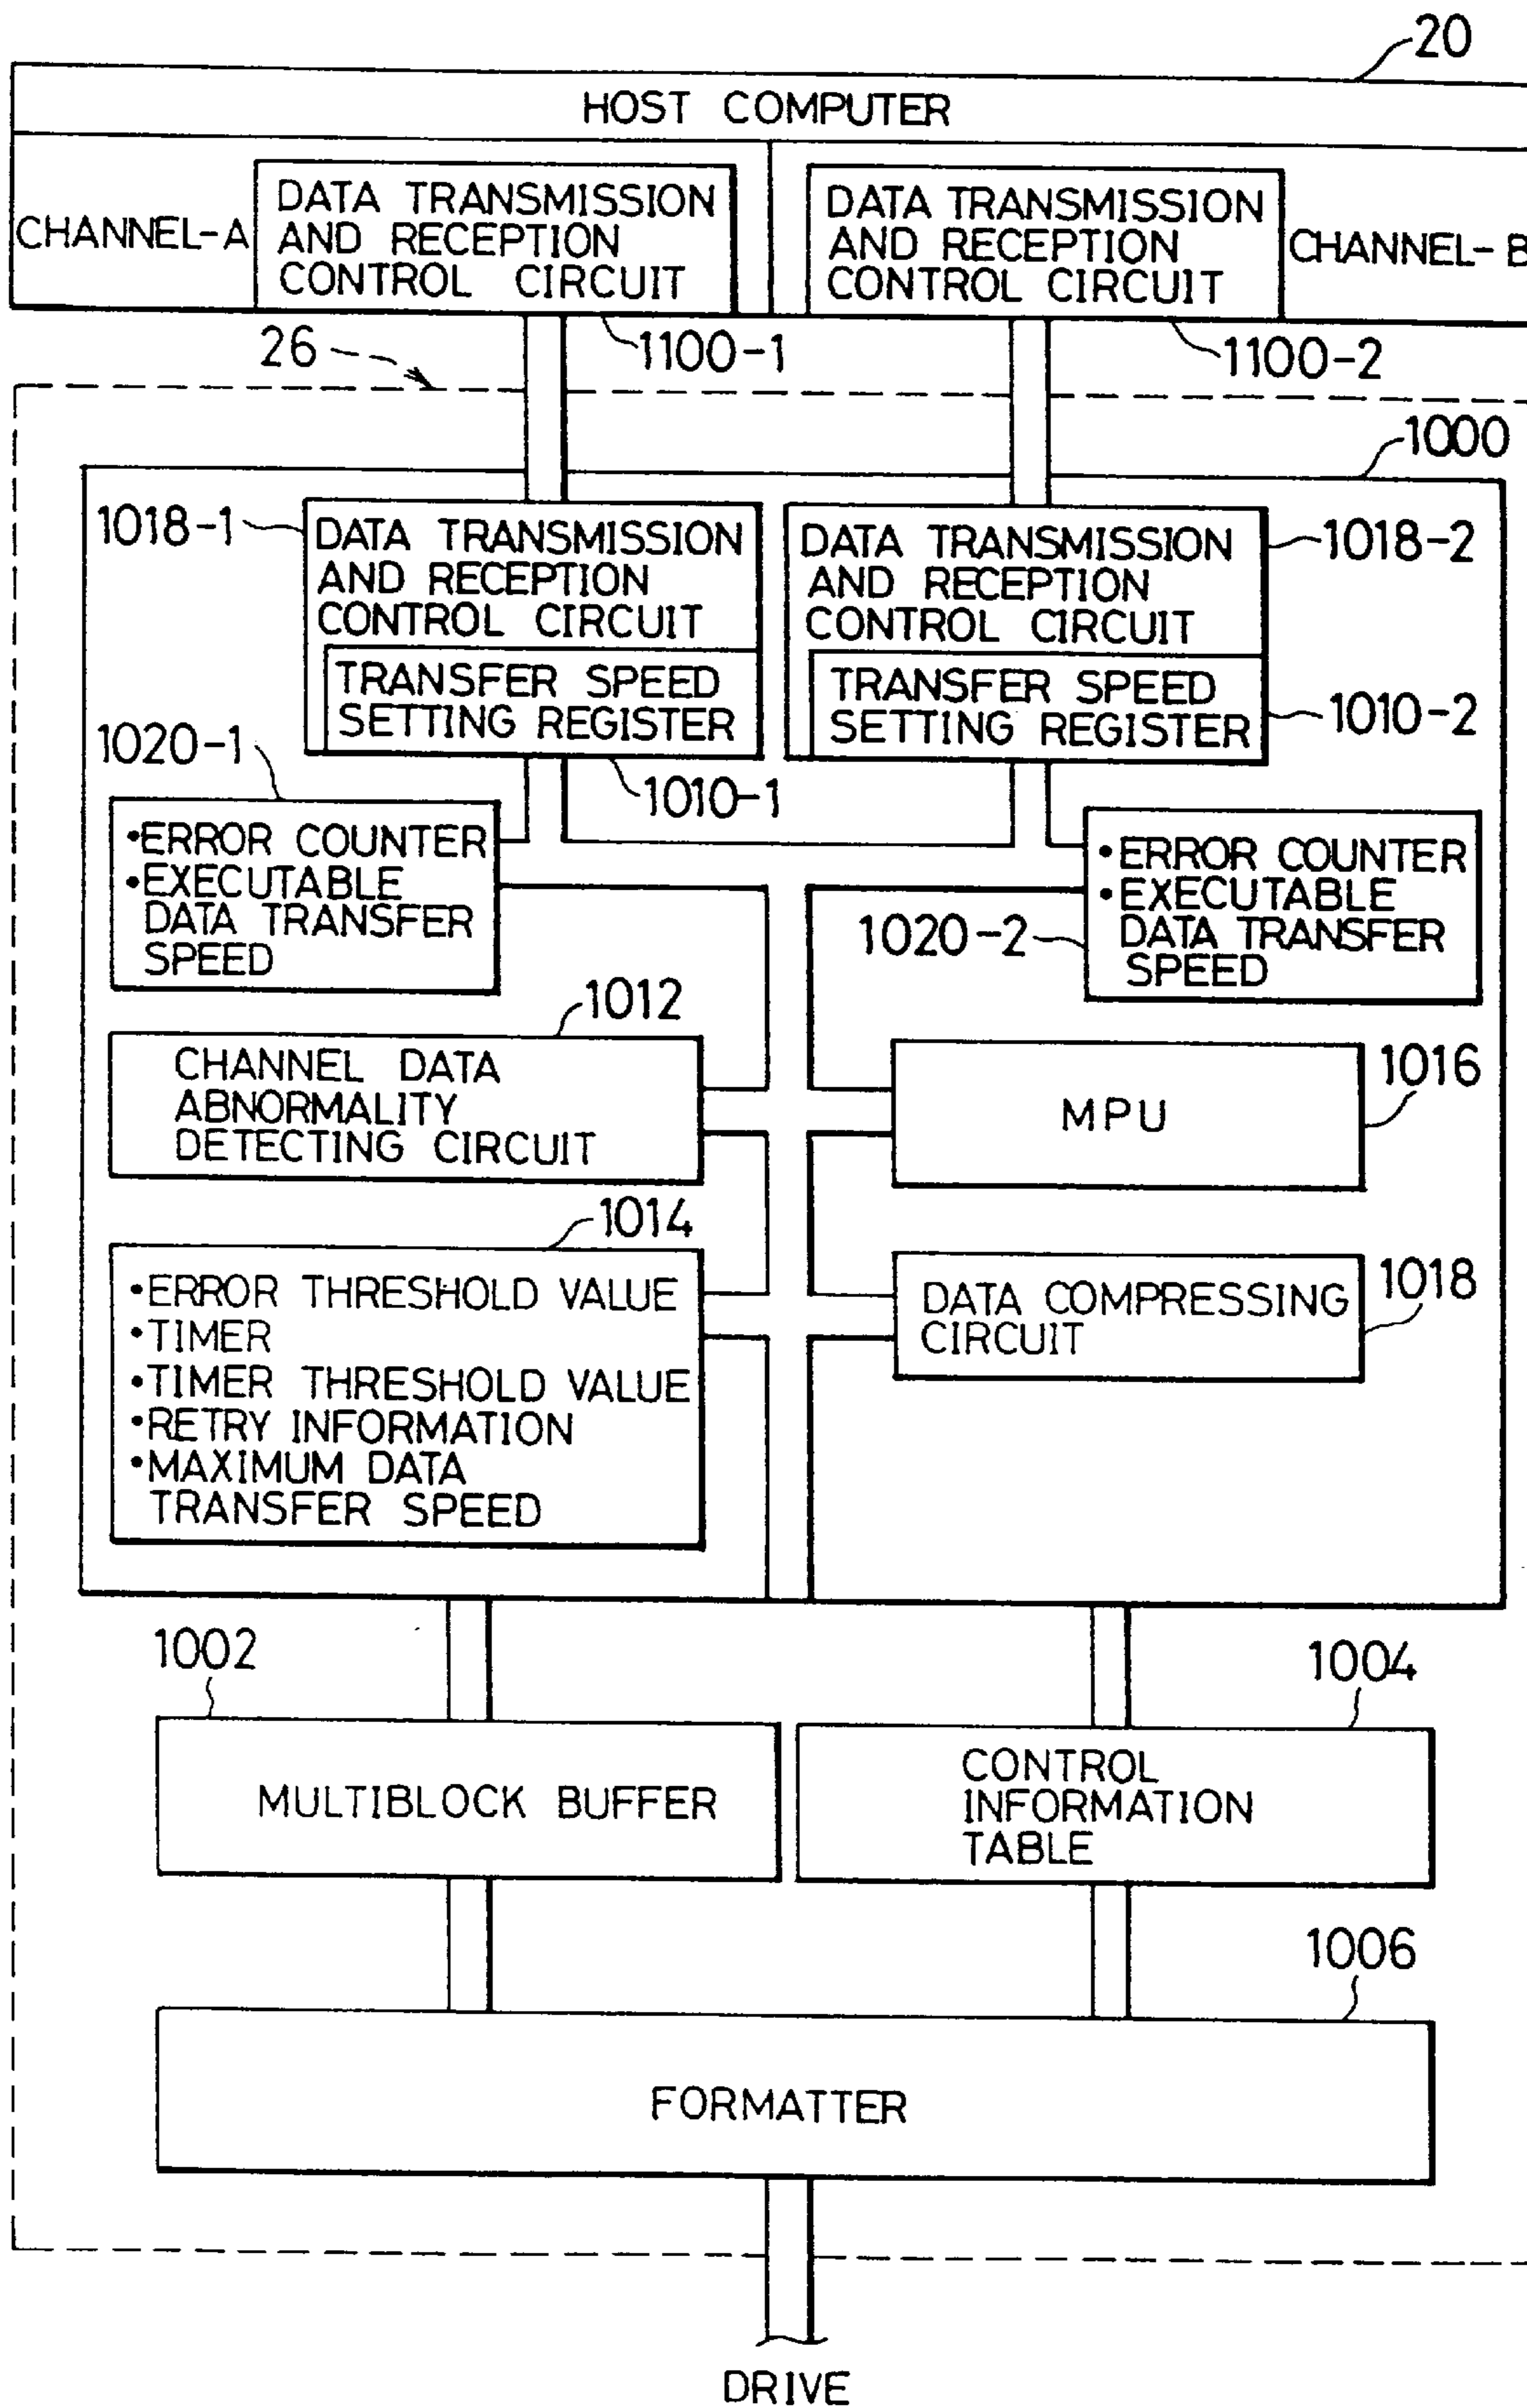 20
HOST COMPUTER
CHANNEL-A
DATA TRANSMISSION
AND RECEPTION
CONTROL CIRCUIT
DATA TRANSMISSION
AND RECEPTION
CONTROL CIRCUIT
CHANNEL-B
26
1100-1
1100-2
1000
1018-1
DATA TRANSMISSION
AND RECEPTION
CONTROL CIRCUIT
TRANSFER SPEED
SETTING REGISTER
DATA TRANSMISSION
AND RECEPTION
CONTROL CIRCUIT
TRANSFER SPEED
SETTING REGISTER
1018-2
1010-2
1020-1
1010-1
•ERROR COUNTER
•EXECUTABLE
DATA TRANSFER
SPEED
•ERROR COUNTER
•EXECUTABLE
DATA TRANSFER
SPEED
1020-2
1012
CHANNEL DATA
ABNORMALITY
DETECTING CIRCUIT
MPU
1016
1014
•ERROR THRESHOLD VALUE
•TIMER
•TIMER THRESHOLD VALUE
•RETRY INFORMATION
•MAXIMUM DATA
TRANSFER SPEED
DATA COMPRESSING
CIRCUIT
1018
1002
1004
MULTIBLOCK BUFFER
CONTROL
INFORMATION
TABLE
1006
FORMATTER
DRIVE